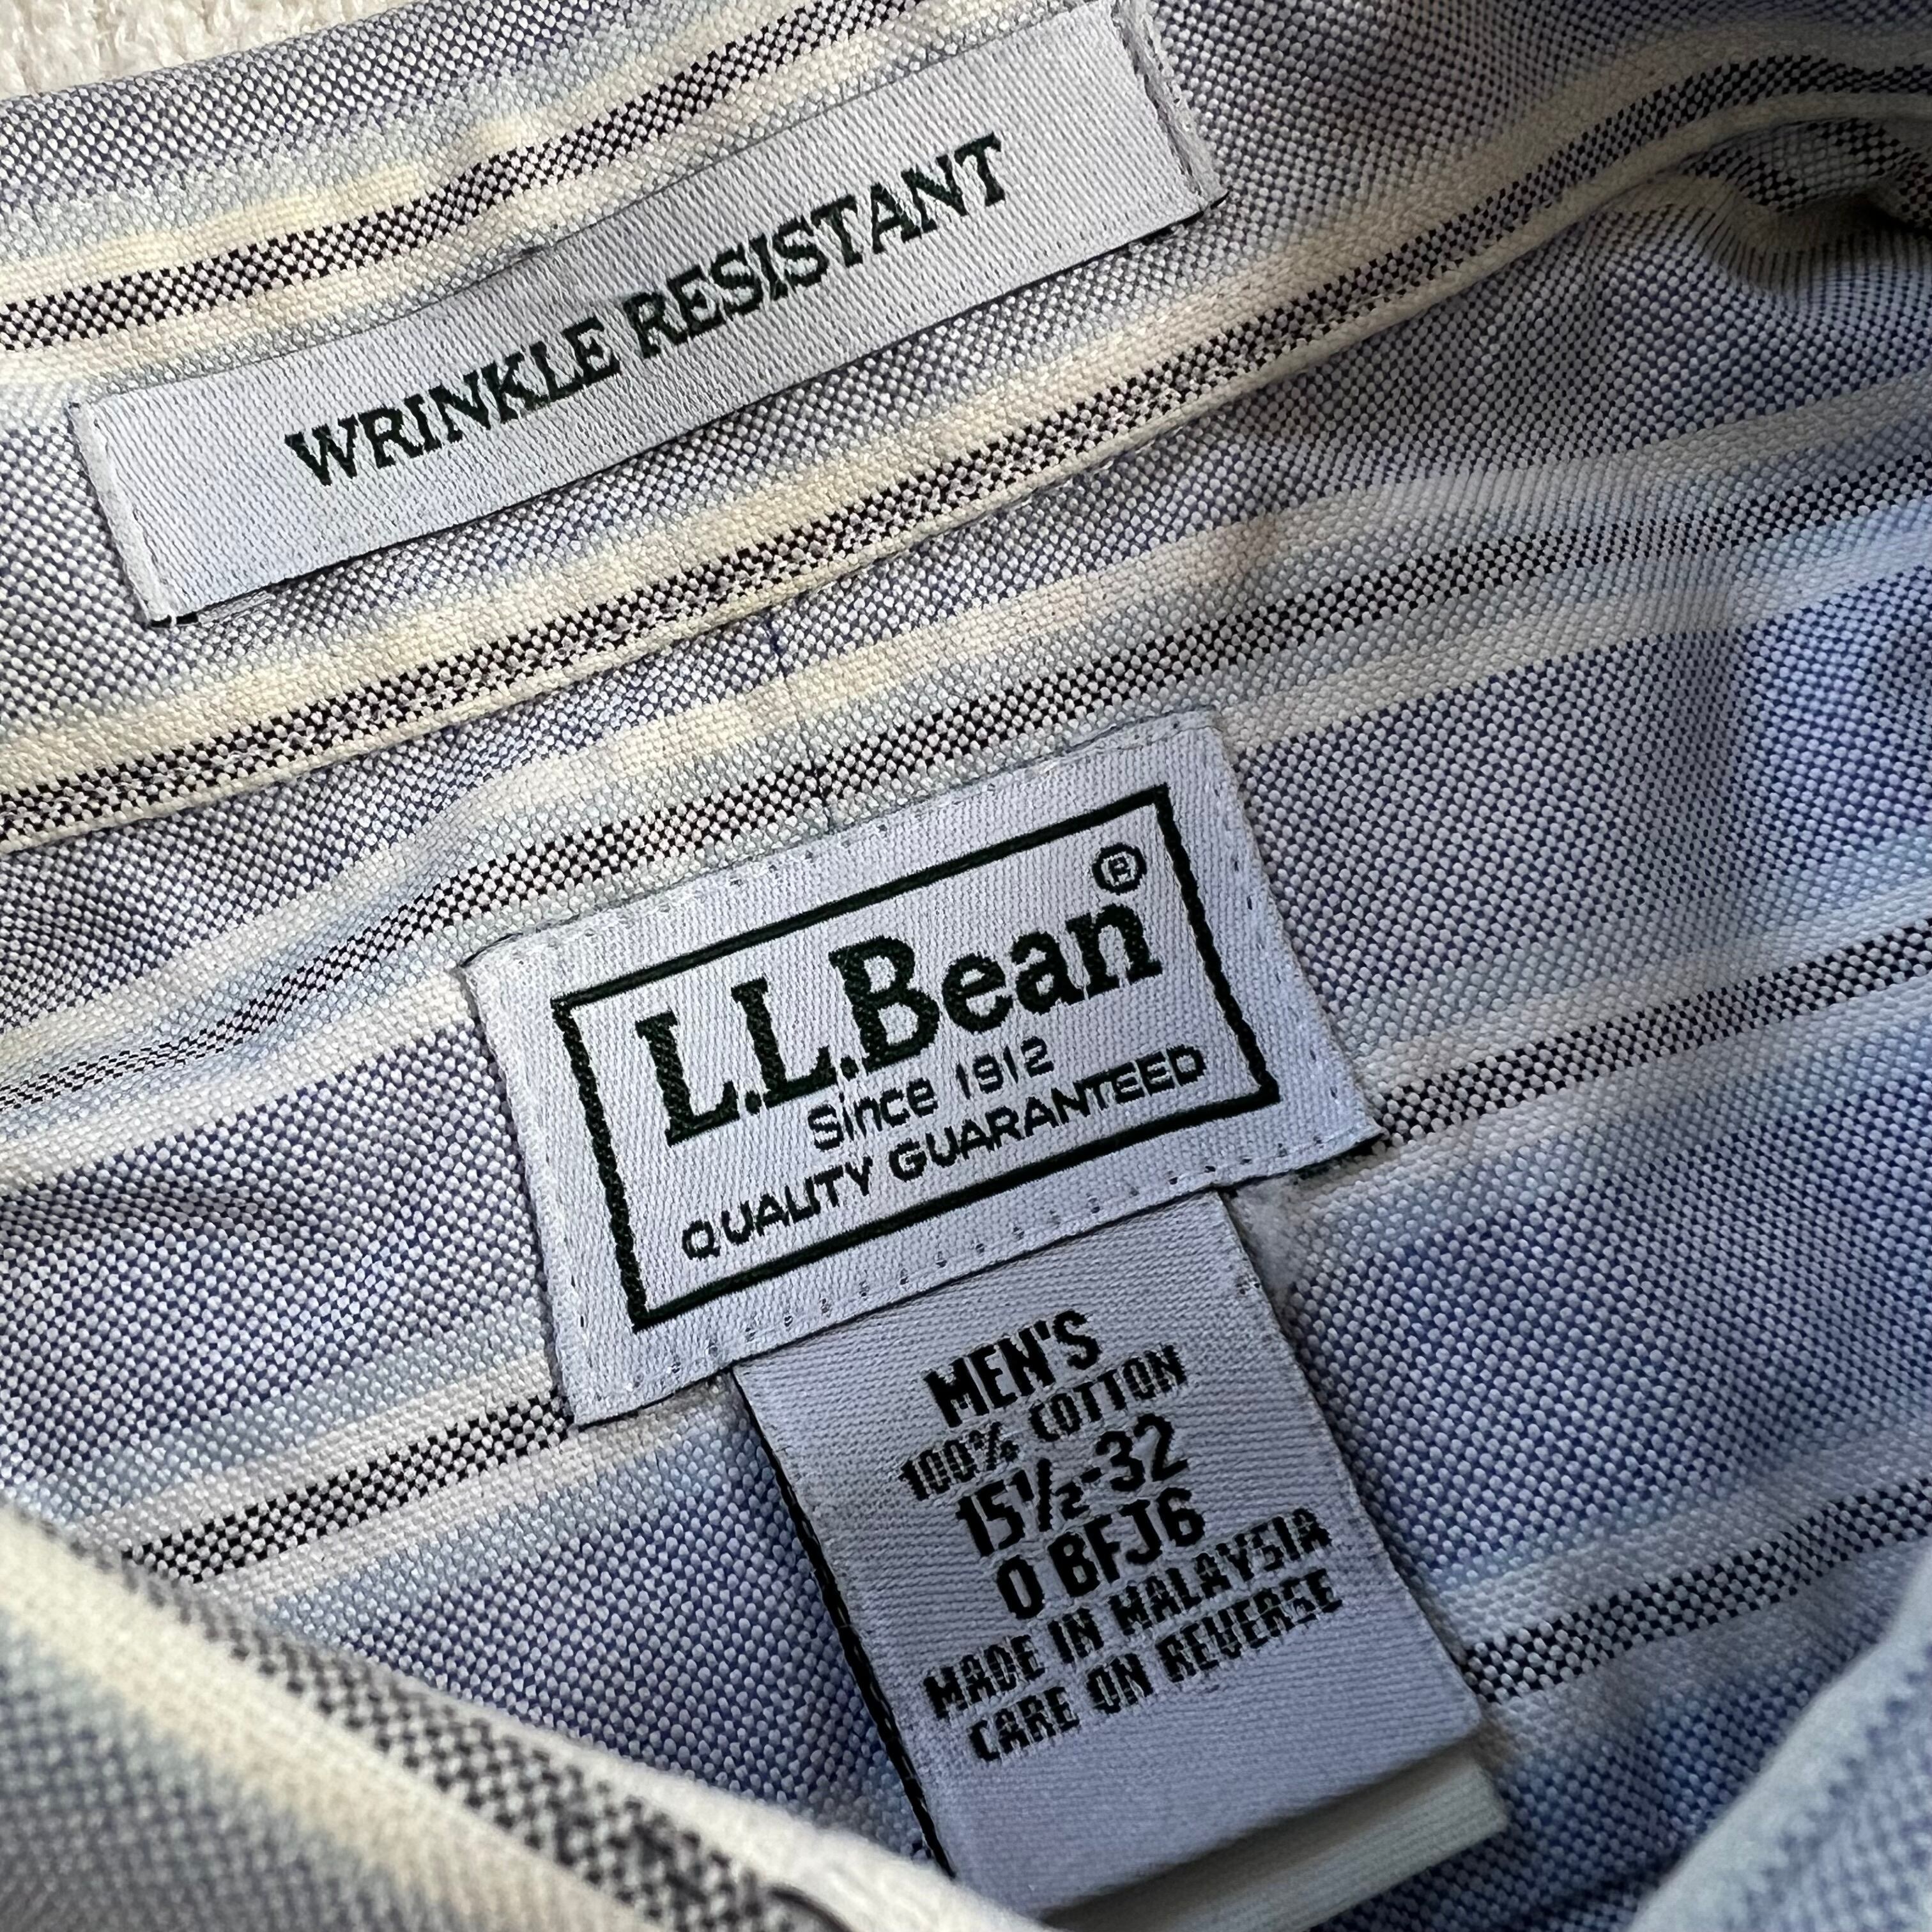 WRINKLE RESISTANT
L.L.Bean®
Since 1912
QUALITY GUARANTEED
MEN'S
100% COTTON
15½-32
0 BFJ6
MADE IN MALAYSIA
CARE ON REVERSE